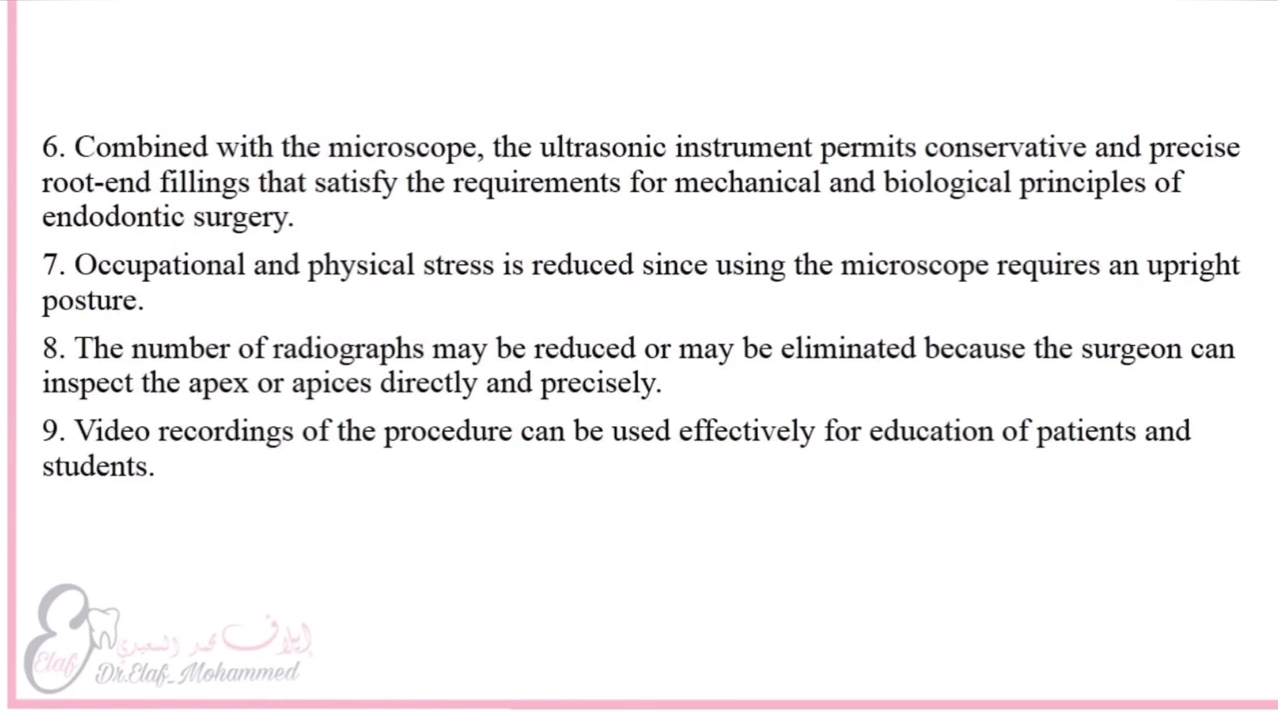 6. Combined with the microscope, the ultrasonic instrument permits conservative and precise
root-end fillings that satisfy the requirements for mechanical and biological principles of
endodontic surgery.
7. Occupational and physical stress is reduced since using the microscope requires an upright
posture.
8. The number of radiographs may be reduced or may be eliminated because the surgeon can
inspect the apex or apices directly and precisely.
9. Video recordings of the procedure can be used effectively for education of patients and
students.
إيلاف محمد السعيدي
Elaf
Dr.Elaf_Mohammed